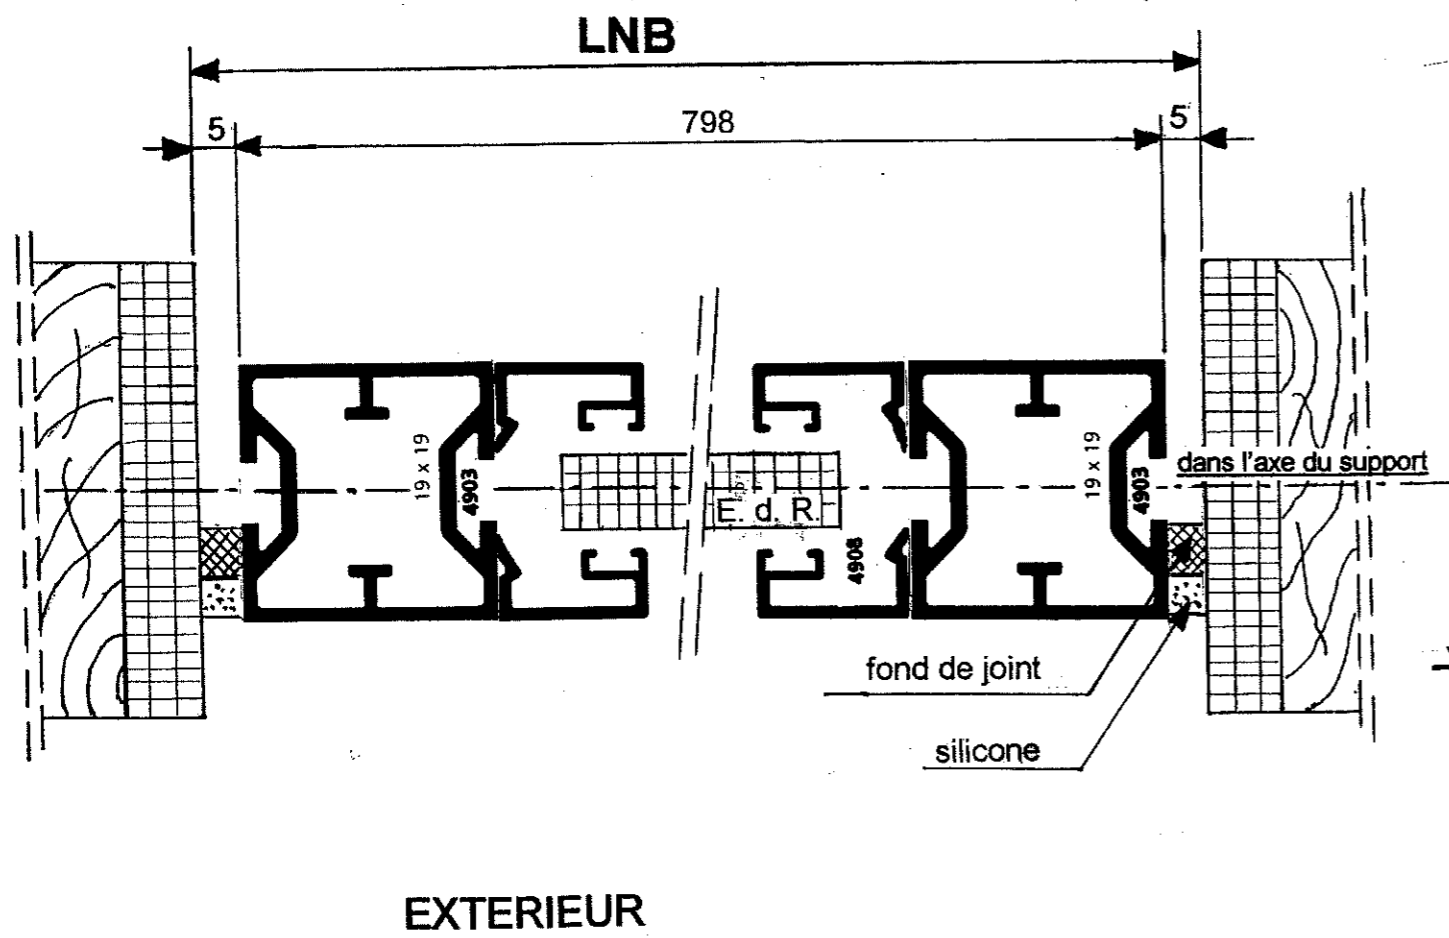 LNB
5
798
5
19 x 19
4903
19 x 19
4903
dans l'axe du support
E. d. R.
4908
fond de joint
silicone
EXTERIEUR